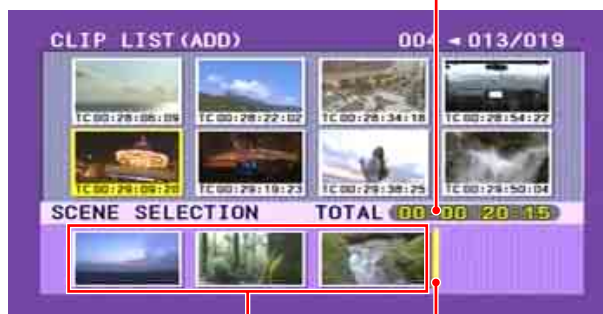 CLIP LIST(ADD) 004 ◄ 013/019
TC 00:28:06:09 TC 00:28:22:02 TC 00:28:34:18 TC 00:28:54:22
TC 00:29:09:20 TC 00:29:19:23 TC 00:29:38:25 TC 00:29:50:04
SCENE SELECTION TOTAL 00:00:20:15